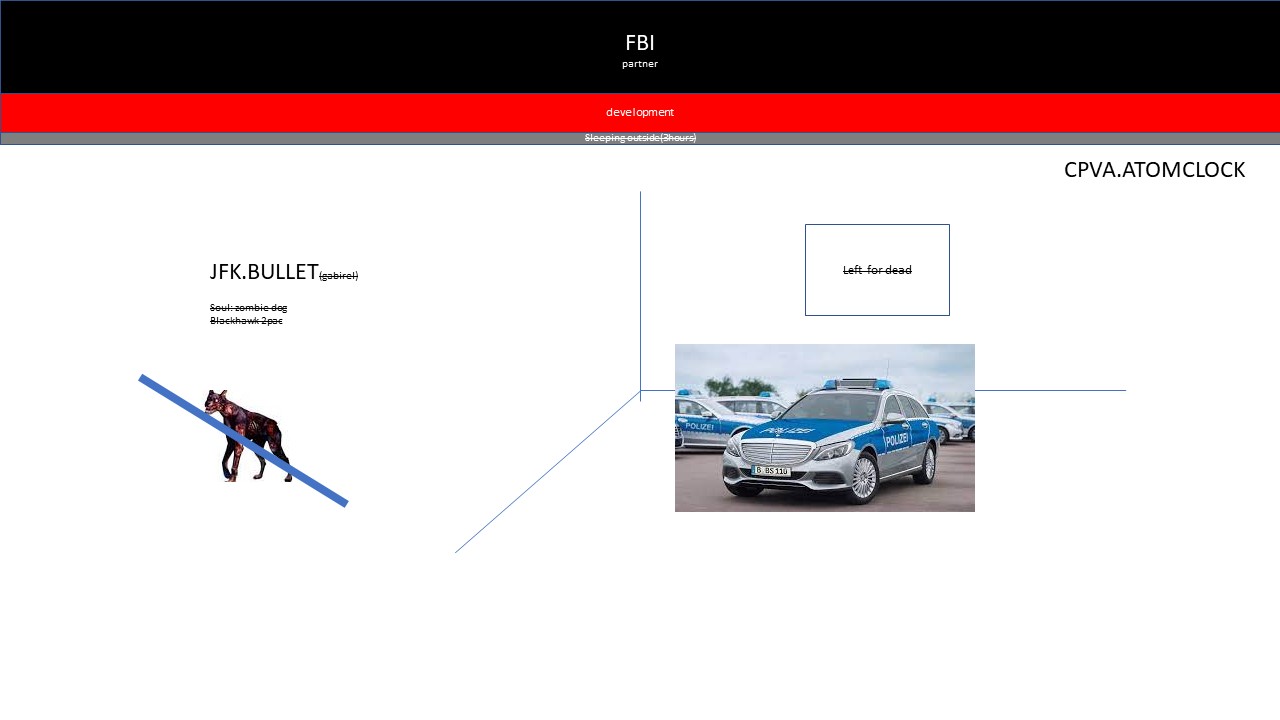 FBI
partner
development
Sleeping outside(3hours)
CPVA.ATOMCLOCK
JFK.BULLET(gabirel)
Soul: zombie dog
Blackhawk 2pac
Left for dead
POLIZEI
POLIZEI
POLIZEI
B BS 110